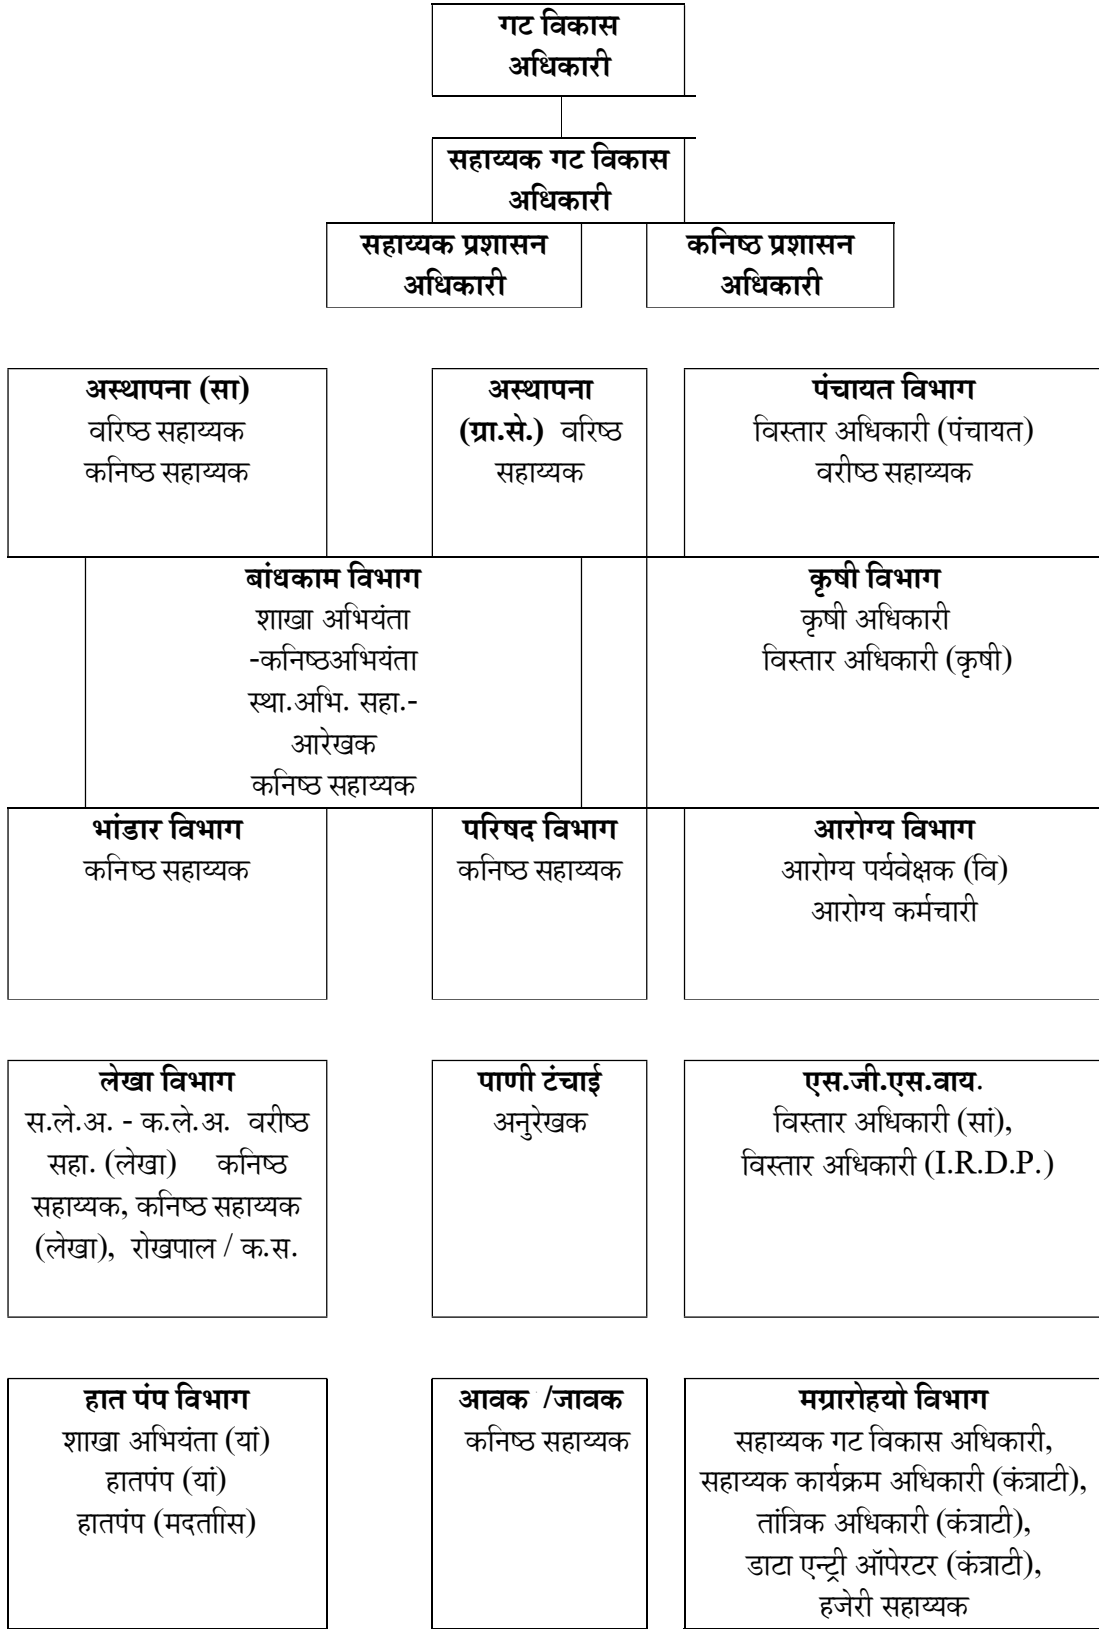 गट विकास
अधिकारी
सहाय्यक गट विकास
अधिकारी
सहाय्यक प्रशासन
अधिकारी
कनिष्ठ प्रशासन
अधिकारी
अस्थापना (सा)
वरिष्ठ सहाय्यक
कनिष्ठ सहाय्यक
अस्थापना
(ग्रा.से.) वरिष्ठ
सहाय्यक
पंचायत विभाग
विस्तार अधिकारी (पंचायत)
वरीष्ठ सहाय्यक
बांधकाम विभाग
शाखा अभियंता
-कनिष्ठअभियंता
स्था.अभि. सहा.-
आरेखक
कनिष्ठ सहाय्यक
कृषी विभाग
कृषी अधिकारी
विस्तार अधिकारी (कृषी)
भांडार विभाग
कनिष्ठ सहाय्यक
परिषद विभाग
कनिष्ठ सहाय्यक
आरोग्य विभाग
आरोग्य पर्यवेक्षक (वि)
आरोग्य कर्मचारी
लेखा विभाग
स.ले.अ. - क.ले.अ. वरीष्ठ
सहा. (लेखा) कनिष्ठ
सहाय्यक, कनिष्ठ सहाय्यक
(लेखा), रोखपाल / क.स.
पाणी टंचाई
अनुरेखक
एस.जी.एस.वाय.
विस्तार अधिकारी (सां),
विस्तार अधिकारी (I.R.D.P.)
हात पंप विभाग
शाखा अभियंता (यां)
हातपंप (यां)
हातपंप (मदतािस)
आवक /जावक
कनिष्ठ सहाय्यक
मग्रारोहयो विभाग
सहाय्यक गट विकास अधिकारी,
सहाय्यक कार्यक्रम अधिकारी (कंत्राटी),
तांत्रिक अधिकारी (कंत्राटी),
डाटा एन्ट्री ऑपेरटर (कंत्राटी),
हजेरी सहाय्यक